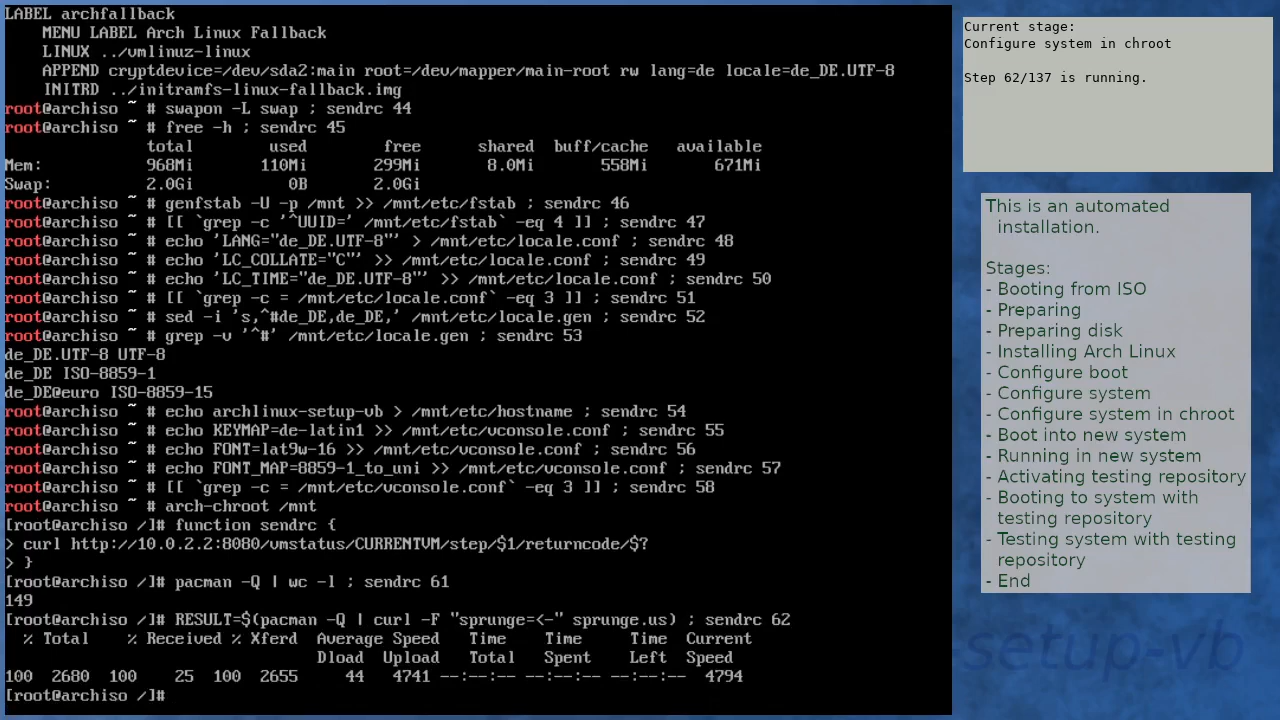 LABEL archfallback
    MENU LABEL Arch Linux Fallback
    LINUX ../vmlinuz-linux
    APPEND cryptdevice=/dev/sda2:main root=/dev/mapper/main-root rw lang=de locale=de_DE.UTF-8
    INITRD ../initramfs-linux-fallback.img
root@archiso ~ # swapon -L swap ; sendrc 44
root@archiso ~ # free -h ; sendrc 45
               total        used        free      shared  buff/cache   available
Mem:           968Mi       110Mi       299Mi       8.0Mi       558Mi       671Mi
Swap:          2.0Gi          0B       2.0Gi
root@archiso ~ # genfstab -U -p /mnt >> /mnt/etc/fstab ; sendrc 46
root@archiso ~ # [[ `grep -c '^UUID=' /mnt/etc/fstab` -eq 4 ]] ; sendrc 47
root@archiso ~ # echo 'LANG="de_DE.UTF-8"' > /mnt/etc/locale.conf ; sendrc 48
root@archiso ~ # echo 'LC_COLLATE="C"' >> /mnt/etc/locale.conf ; sendrc 49
root@archiso ~ # echo 'LC_TIME="de_DE.UTF-8"' >> /mnt/etc/locale.conf ; sendrc 50
root@archiso ~ # [[ `grep -c = /mnt/etc/locale.conf` -eq 3 ]] ; sendrc 51
root@archiso ~ # sed -i 's,^#de_DE,de_DE,' /mnt/etc/locale.gen ; sendrc 52
root@archiso ~ # grep -v '^#' /mnt/etc/locale.gen ; sendrc 53
de_DE.UTF-8 UTF-8
de_DE ISO-8859-1
de_DE@euro ISO-8859-15
root@archiso ~ # echo archlinux-setup-vb > /mnt/etc/hostname ; sendrc 54
root@archiso ~ # echo KEYMAP=de-latin1 >> /mnt/etc/vconsole.conf ; sendrc 55
root@archiso ~ # echo FONT=lat9w-16 >> /mnt/etc/vconsole.conf ; sendrc 56
root@archiso ~ # echo FONT_MAP=8859-1_to_uni >> /mnt/etc/vconsole.conf ; sendrc 57
root@archiso ~ # [[ `grep -c = /mnt/etc/vconsole.conf` -eq 3 ]] ; sendrc 58
root@archiso ~ # arch-chroot /mnt
[root@archiso /]# function sendrc {
> curl http://10.0.2.2:8080/vmstatus/CURRENTVM/step/$1/returncode/$?
> }
[root@archiso /]# pacman -Q | wc -l ; sendrc 61
149
[root@archiso /]# RESULT=$(pacman -Q | curl -F "sprunge=<-" sprunge.us) ; sendrc 62
  % Total    % Received % Xferd  Average Speed   Time    Time     Time  Current
                                 Dload  Upload   Total   Spent    Left  Speed
100  2680  100    25  100  2655     44   4741 --:--:-- --:--:-- --:--:--  4794
[root@archiso /]#
Current stage:
Configure system in chroot
Step 62/137 is running.
This is an automated
installation.
Stages:
- Booting from ISO
- Preparing
- Preparing disk
- Installing Arch Linux
- Configure boot
- Configure system
- Configure system in chroot
- Boot into new system
- Running in new system
- Activating testing repository
- Booting to system with
testing repository
- Testing system with testing
repository
- End
setup-vb